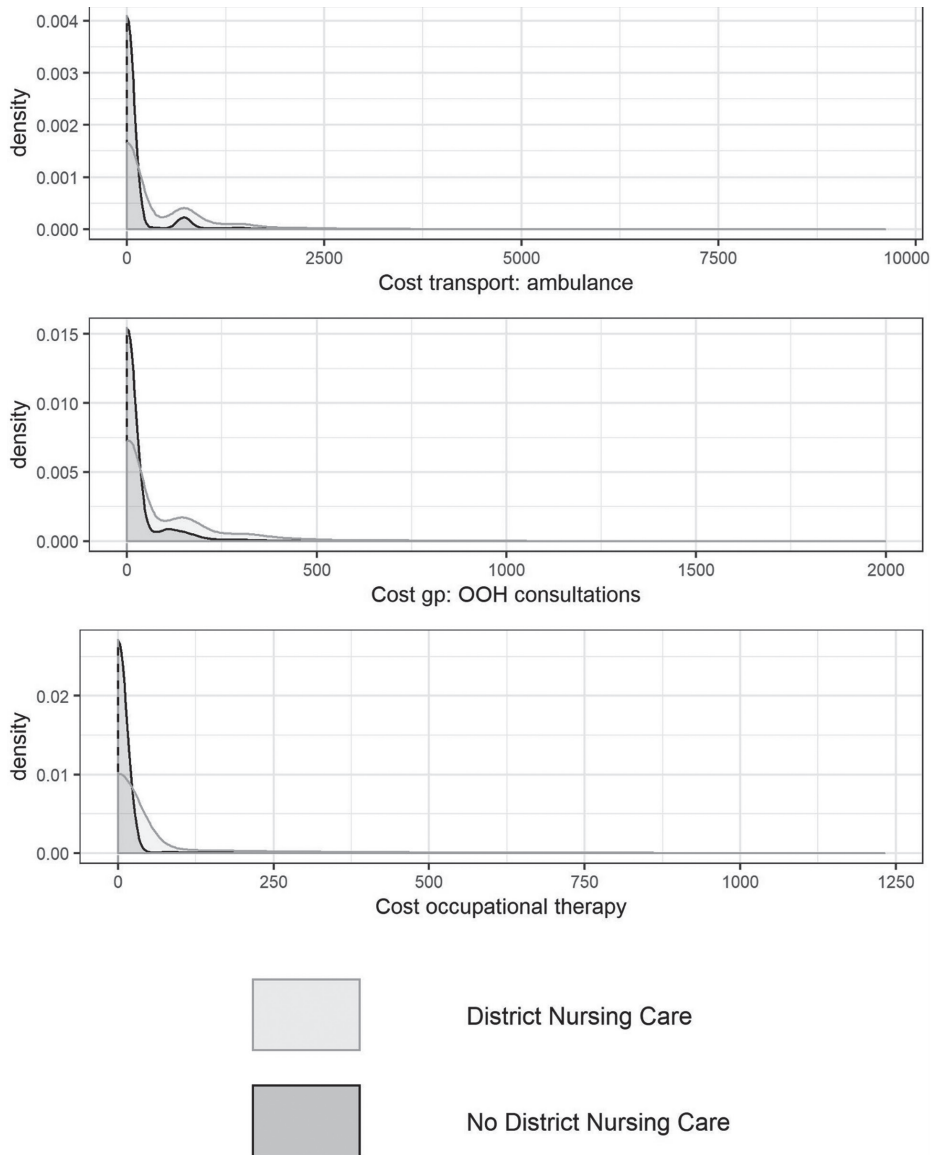 0.004
0.003
0.002
0.001
0.000
density
0 2500 5000 7500 10000
Cost transport: ambulance
0.015
0.010
0.005
0.000
density
0 500 1000 1500 2000
Cost gp: OOH consultations
0.02
0.01
0.00
density
0 250 500 750 1000 1250
Cost occupational therapy
District Nursing Care
No District Nursing Care